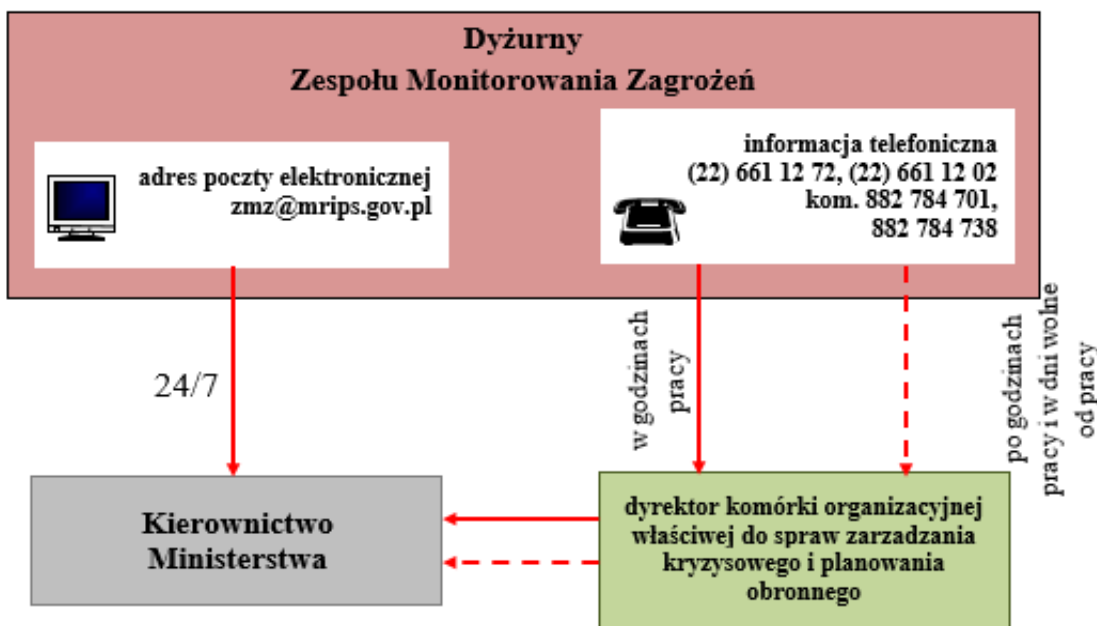 Dyżurny
Zespołu Monitorowania Zagrożeń
adres poczty elektronicznej
zmz@mrips.gov.pl
informacja telefoniczna
(22) 661 12 72, (22) 661 12 02
kom. 882 784 701,
882 784 738
24/7
w godzinach
pracy
po godzinach
pracy i w dni wolne
od pracy
Kierownictwo
Ministerstwa
dyrektor komórki organizacyjnej
właściwej do spraw zarzadzania
kryzysowego i planowania
obronnego